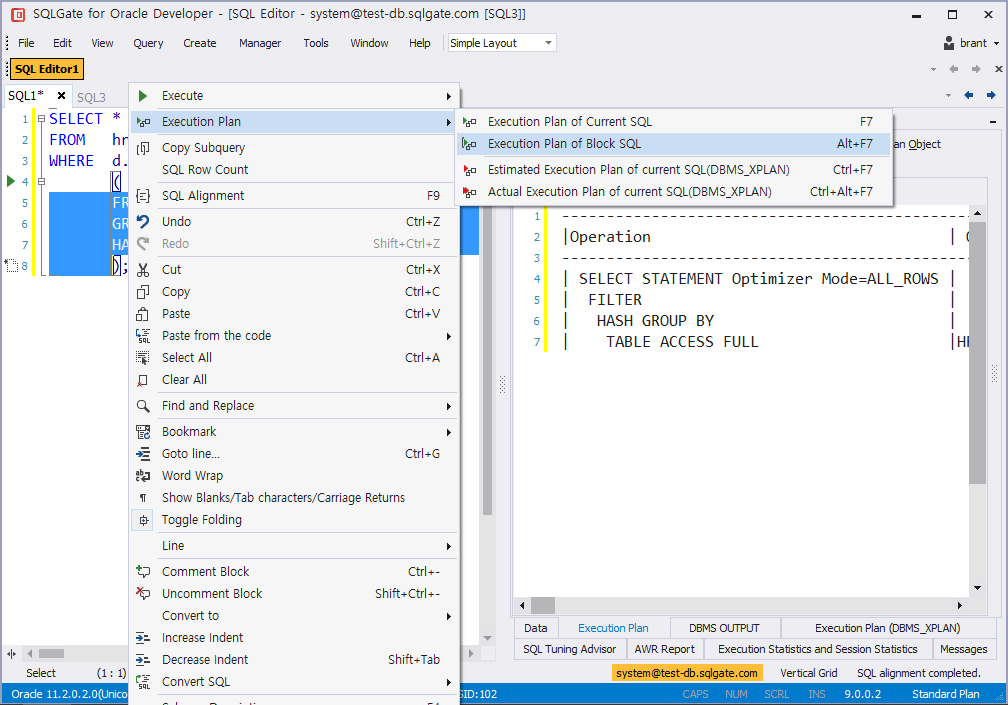 SQLGate for Oracle Developer - [SQL Editor - system@test-db.sqlgate.com [SQL3]]
File Edit View Query Create Manager Tools Window Help Simple Layout brant
SQL Editor1
SQL1* SQL3
1 SELECT *
2 FROM hr
3 WHERE d.
4 (
5 FR
6 GR
7 HA
8 );
Execute
Execution Plan
Copy Subquery
SQL Row Count
SQL Alignment F9
Undo Ctrl+Z
Redo Shift+Ctrl+Z
Cut Ctrl+X
Copy Ctrl+C
Paste Ctrl+V
Paste from the code
Select All Ctrl+A
Clear All
Find and Replace
Bookmark
Goto line... Ctrl+G
Word Wrap
Show Blanks/Tab characters/Carriage Returns
Toggle Folding
Line
Comment Block Ctrl+-
Uncomment Block Shift+Ctrl+-
Convert to
Increase Indent
Decrease Indent Shift+Tab
Convert SQL
Execution Plan of Current SQL F7
Execution Plan of Block SQL Alt+F7
Estimated Execution Plan of current SQL(DBMS_XPLAN) Ctrl+F7
Actual Execution Plan of current SQL(DBMS_XPLAN) Ctrl+Alt+F7
an Object
1 --------------------------------------------
2 |Operation |
3 --------------------------------------------
4 | SELECT STATEMENT Optimizer Mode=ALL_ROWS |
5 | FILTER |
6 | HASH GROUP BY |
7 | TABLE ACCESS FULL |HR
Data Execution Plan DBMS OUTPUT Execution Plan (DBMS_XPLAN)
SQL Tuning Advisor AWR Report Execution Statistics and Session Statistics Messages
Select (1 : 1) system@test-db.sqlgate.com Vertical Grid SQL alignment completed.
Oracle 11.2.0.2.0(Unico SID:102 CAPS NUM SCRL INS 9.0.0.2 Standard Plan